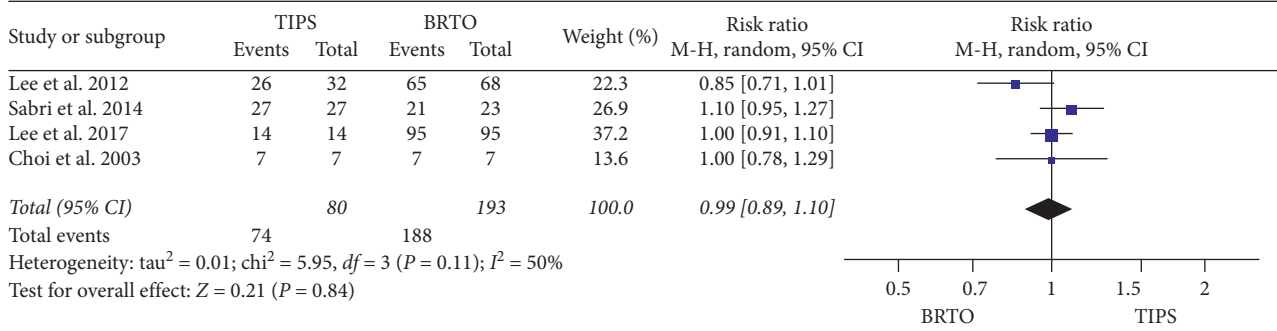 Study or subgroup TIPS BRTO Weight (%) Risk ratio Risk ratio
Events Total Events Total M-H, random, 95% CI M-H, random, 95% CI
Lee et al. 2012 26 32 65 68 22.3 0.85 [0.71, 1.01]
Sabri et al. 2014 27 27 21 23 26.9 1.10 [0.95, 1.27]
Lee et al. 2017 14 14 95 95 37.2 1.00 [0.91, 1.10]
Choi et al. 2003 7 7 7 7 13.6 1.00 [0.78, 1.29]
Total (95% CI) 80 193 100.0 0.99 [0.89, 1.10]
Total events 74 188
Heterogeneity: tau² = 0.01; chi² = 5.95, df = 3 (P = 0.11); I² = 50%
Test for overall effect: Z = 0.21 (P = 0.84)
0.5 0.7 1 1.5 2
BRTO TIPS